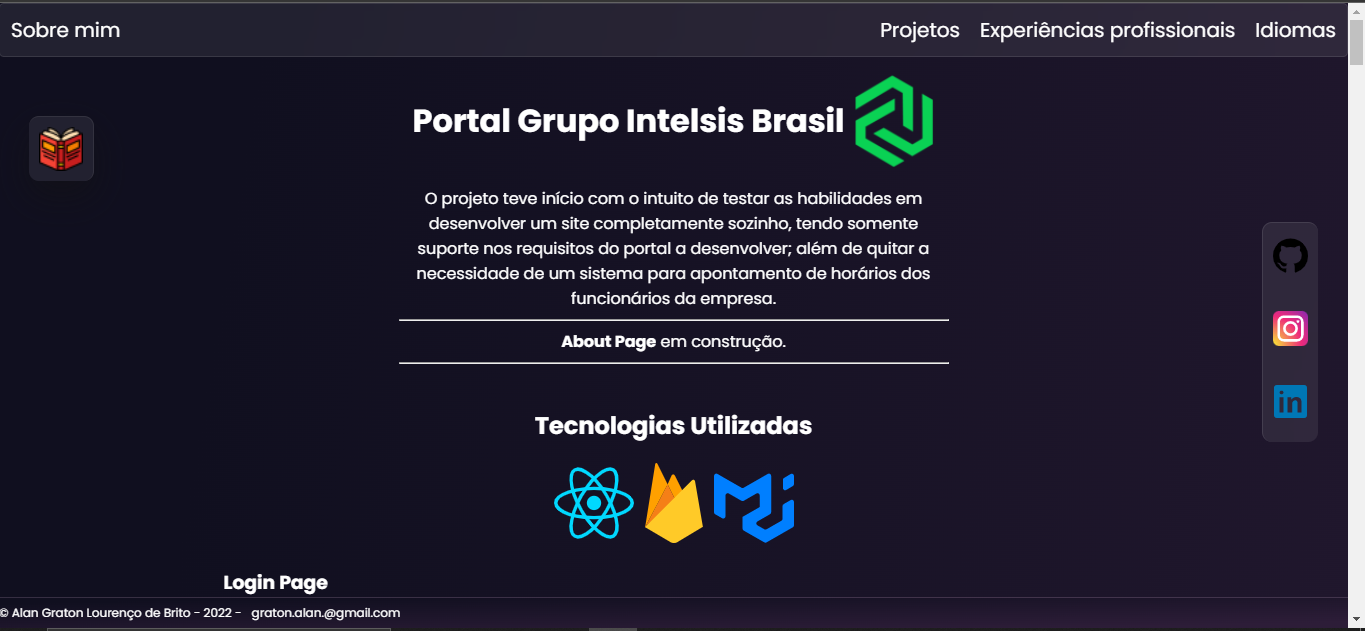 Sobre mim
Projetos
Experiências profissionais
Idiomas
Portal Grupo Intelsis Brasil
O projeto teve início com o intuito de testar as habilidades em
desenvolver um site completamente sozinho, tendo somente
suporte nos requisitos do portal a desenvolver; além de quitar a
necessidade de um sistema para apontamento de horários dos
funcionários da empresa.
About Page em construção.
in
Tecnologias Utilizadas
Login Page
© Alan Graton Lourenço de Brito - 2022 - graton.alan.@gmail.com